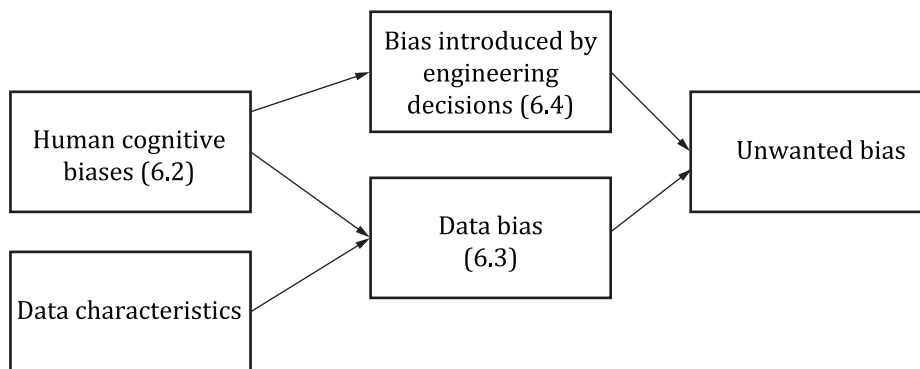 Human cognitive
biases (6.2)
Data characteristics
Bias introduced by
engineering
decisions (6.4)
Data bias
(6.3)
Unwanted bias